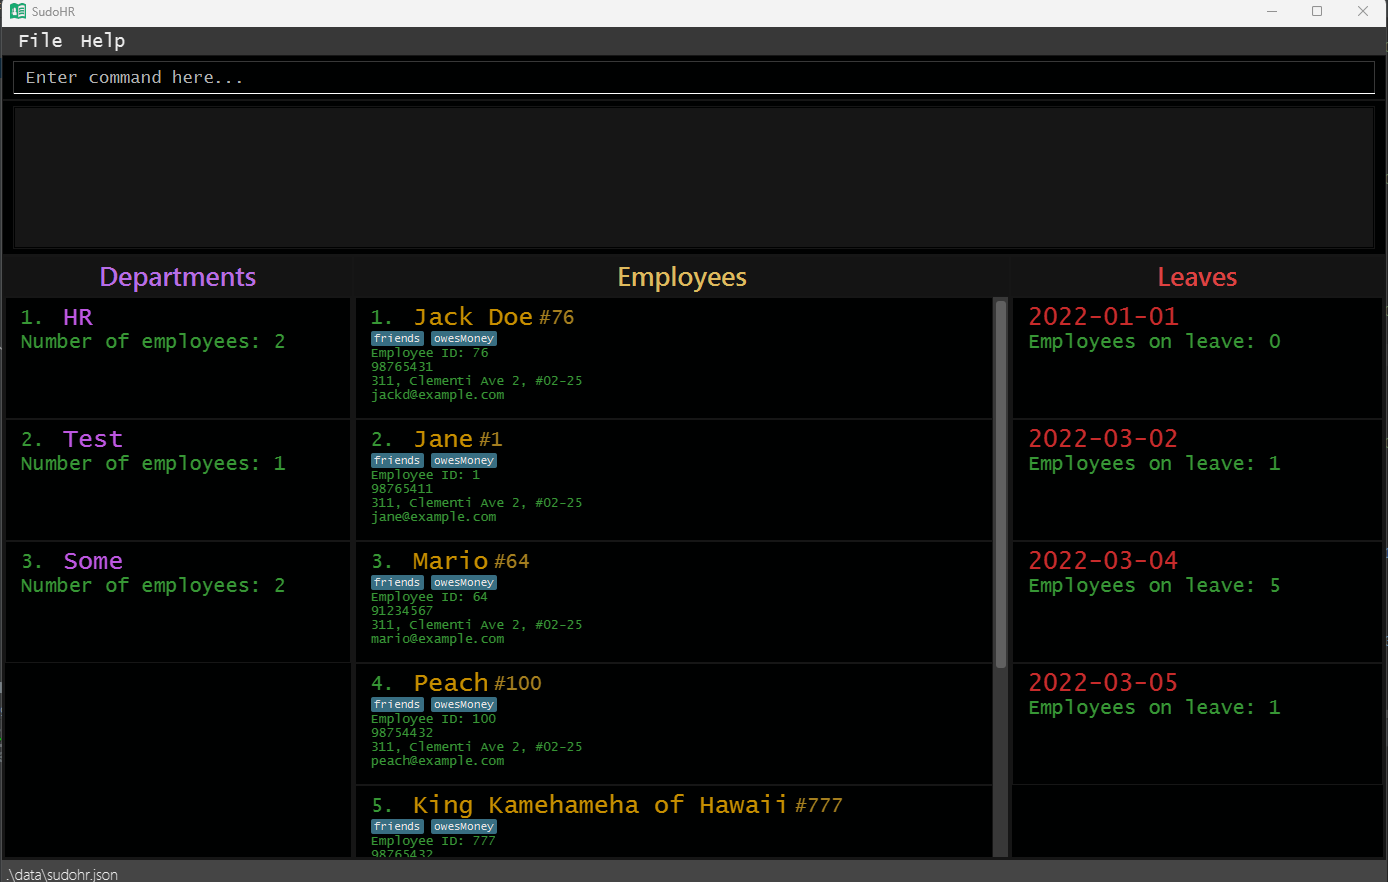 SudoHR
File Help
Enter command here...
Departments
1. HR
Number of employees: 2
2. Test
Number of employees: 1
3. Some
Number of employees: 2
Employees
1. Jack Doe #76
friends owesMoney
Employee ID: 76
98765431
311, Clementi Ave 2, #02-25
jackd@example.com
2. Jane #1
friends owesMoney
Employee ID: 1
98765411
311, Clementi Ave 2, #02-25
jane@example.com
3. Mario #64
friends owesMoney
Employee ID: 64
91234567
311, Clementi Ave 2, #02-25
mario@example.com
4. Peach #100
friends owesMoney
Employee ID: 100
98754432
311, Clementi Ave 2, #02-25
peach@example.com
5. King Kamehameha of Hawaii #777
friends owesMoney
Employee ID: 777
98765432
Leaves
2022-01-01
Employees on leave: 0
2022-03-02
Employees on leave: 1
2022-03-04
Employees on leave: 5
2022-03-05
Employees on leave: 1
.\data\sudohr.json